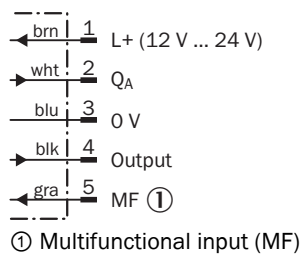 brn 1 L+ (12 V ... 24 V)
wht 2 QA
blu 3 0 V
blk 4 Output
gra 5 MF ①
① Multifunctional input (MF)